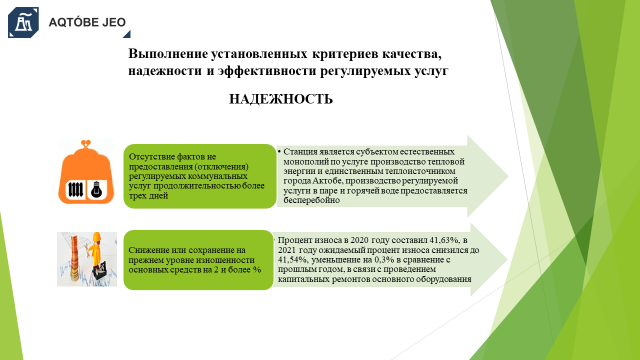 AQTÓBE JEO
Выполнение установленных критериев качества,
надежности и эффективности регулируемых услуг
НАДЕЖНОСТЬ
Отсутствие фактов не
предоставления (отключения)
регулируемых коммунальных
услуг продолжительностью более
трех дней
• Станция является субъектом естественных
монополий по услуге производство тепловой
энергии и единственным теплоисточником
города Актобе, производство регулируемой
услуги в паре и горячей воде предоставляется
бесперебойно
Снижение или сохранение на
прежнем уровне изношенности
основных средств на 2 и более %
Процент износа в 2020 году составил 41,63%, в
2021 году ожидаемый процент износа снизился до
41,54%, уменьшение на 0,3% в сравнение с
прошлым годом, в связи с проведением
капитальных ремонтов основного оборудования